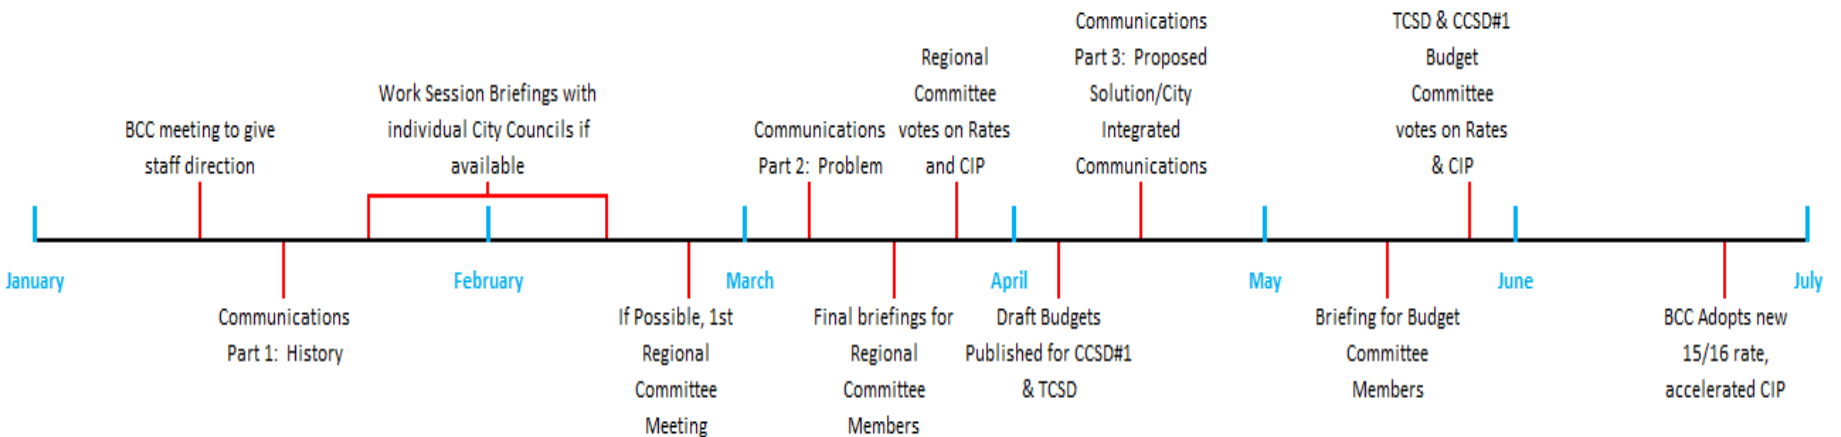 BCC meeting to give
staff direction
Work Session Briefings with
individual City Councils if
available
Communications
Part 2:  Problem
Regional
Committee
votes on Rates
and CIP
Communications
Part 3:  Proposed
Solution/City
Integrated
Communications
TCSD & CCSD#1
Budget
Committee
votes on Rates
& CIP
January
February
March
April
May
June
July
Communications
Part 1:  History
If Possible, 1st
Regional
Committee
Meeting
Final briefings for
Regional
Committee
Members
Draft Budgets
Published for CCSD#1
& TCSD
Briefing for Budget
Committee
Members
BCC Adopts new
15/16 rate,
accelerated CIP